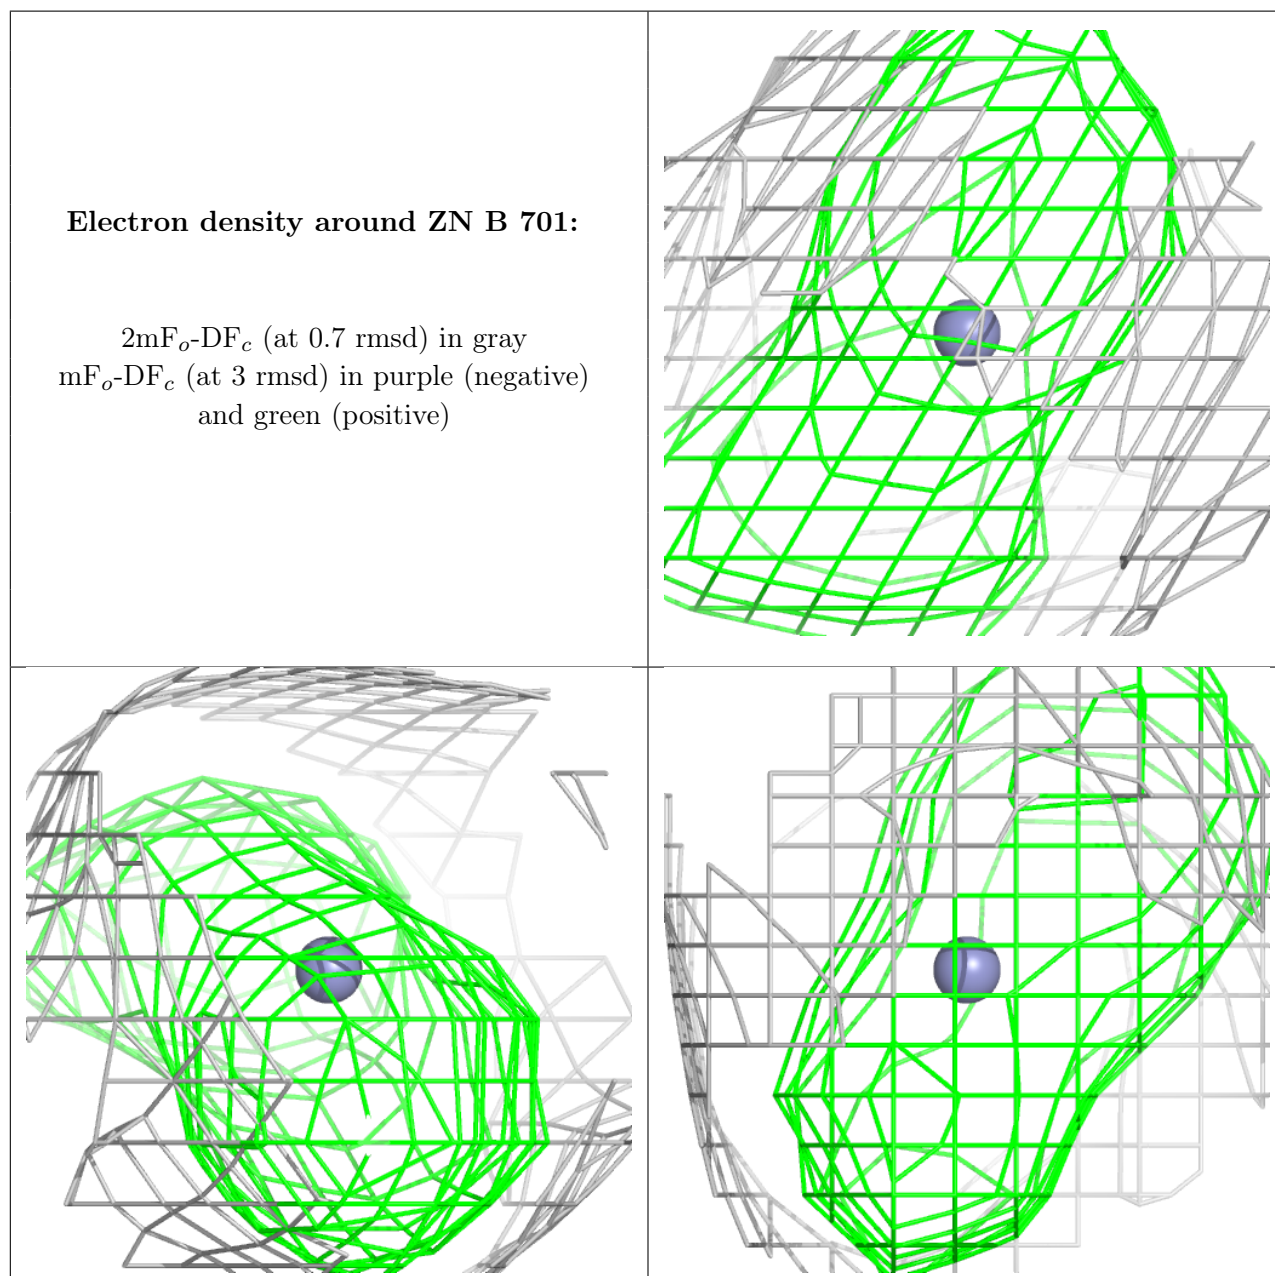 Electron density around ZN B 701:
2mFo-DFc (at 0.7 rmsd) in gray
mFo-DFc (at 3 rmsd) in purple (negative)
and green (positive)